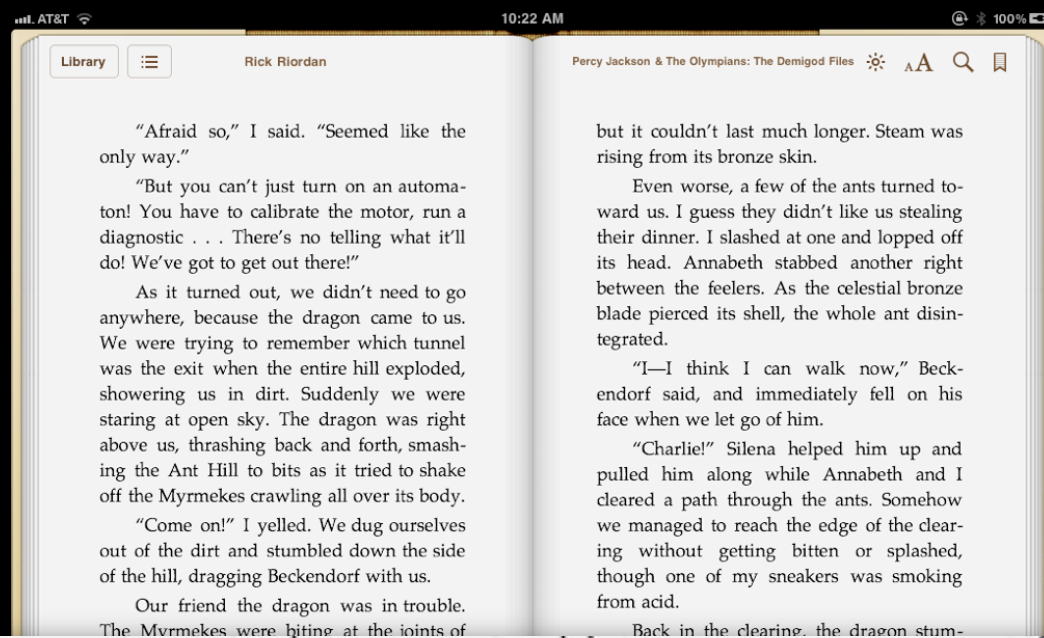 AT&T 10:22 AM 100%
Library Rick Riordan Percy Jackson & The Olympians: The Demigod Files AA
“Afraid so,” I said. “Seemed like the
only way.”
“But you can’t just turn on an automa-
ton! You have to calibrate the motor, run a
diagnostic . . . There’s no telling what it’ll
do! We’ve got to get out there!”
As it turned out, we didn’t need to go
anywhere, because the dragon came to us.
We were trying to remember which tunnel
was the exit when the entire hill exploded,
showering us in dirt. Suddenly we were
staring at open sky. The dragon was right
above us, thrashing back and forth, smash-
ing the Ant Hill to bits as it tried to shake
off the Myrmekes crawling all over its body.
“Come on!” I yelled. We dug ourselves
out of the dirt and stumbled down the side
of the hill, dragging Beckendorf with us.
Our friend the dragon was in trouble.
The Myrmekes were biting at the joints of
but it couldn’t last much longer. Steam was
rising from its bronze skin.
Even worse, a few of the ants turned to-
ward us. I guess they didn’t like us stealing
their dinner. I slashed at one and lopped off
its head. Annabeth stabbed another right
between the feelers. As the celestial bronze
blade pierced its shell, the whole ant disin-
tegrated.
“I—I think I can walk now,” Beck-
endorf said, and immediately fell on his
face when we let go of him.
“Charlie!” Silena helped him up and
pulled him along while Annabeth and I
cleared a path through the ants. Somehow
we managed to reach the edge of the clear-
ing without getting bitten or splashed,
though one of my sneakers was smoking
from acid.
Back in the clearing, the dragon stum-